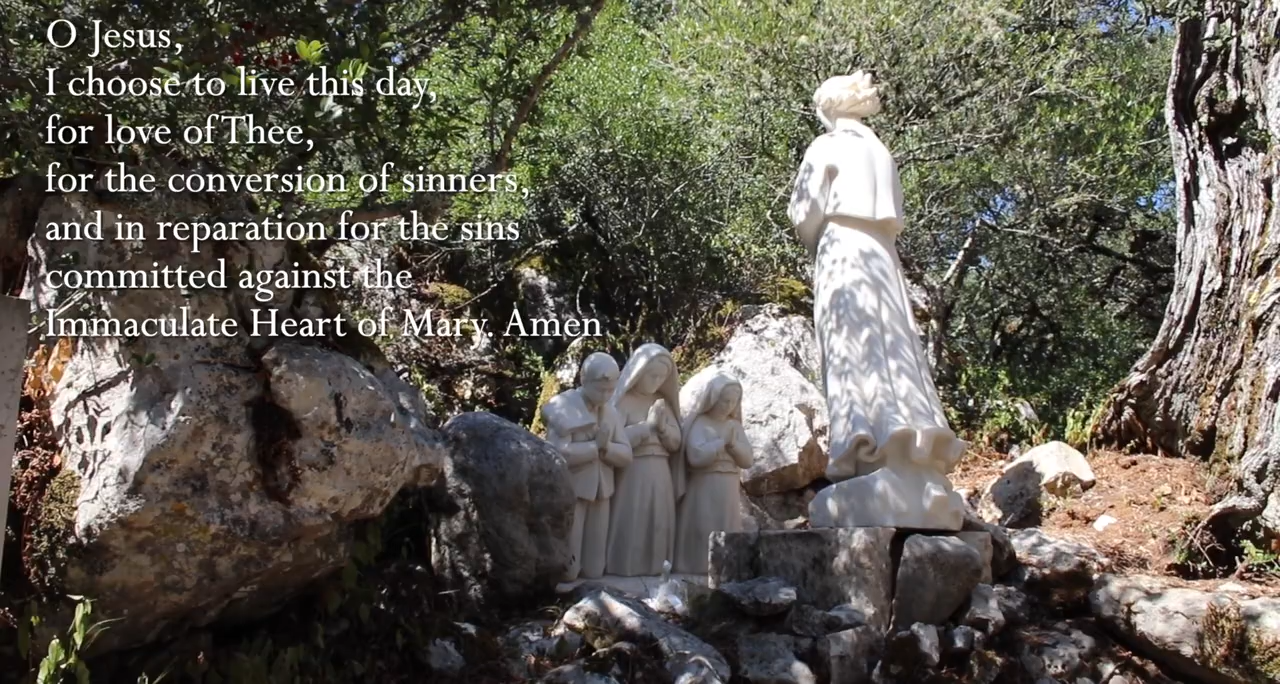 O Jesus,
I choose to live this day,
for love of Thee,
for the conversion of sinners,
and in reparation for the sins
committed against the
Immaculate Heart of Mary. Amen